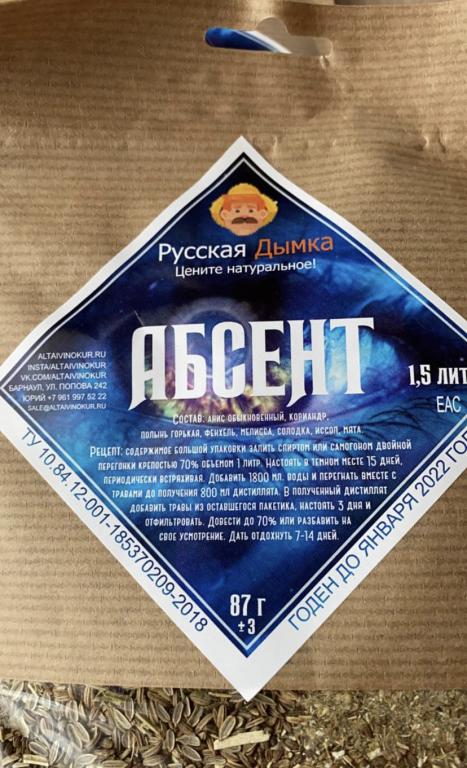 Русская Дымка
Цените натуральное!
АБСЕНТ
ALTAIVINOKUR.RU
INSTA/ALTAIVINOKUR
VK.COM/ALTAIVINOKUR
БАРНАУЛ, УЛ. ПОПОВА 242
ЮРИЙ +7 961 997 52 22
SALE@ALTAIVINOKUR.RU
1,5 ЛИТ
ЕАС
Состав: анис обыкновенный, кориандр,
полынь горькая, фенхель, мелисса, солодка, иссоп, мята.
Рецепт: содержимое большой упаковки залить спиртом или самогоном двойной
перегонки крепостью 70% объемом 1 литр. Настоять в темном месте 15 дней,
периодически встряхивая. Добавить 1800 мл. воды и перегнать вместе с
травами до получения 800 мл дистиллята. В полученный дистиллят
добавить травы из оставшегося пакетика, настоять 3 дня и
отфильтровать. Довести до 70% или разбавить на
свое усмотрение. Дать отдохнуть 7-14 дней.
ТУ 10.84.12-001-185370209-2018
ГОДЕН ДО ЯНВАРЯ 2022 ГО
87 г
±3